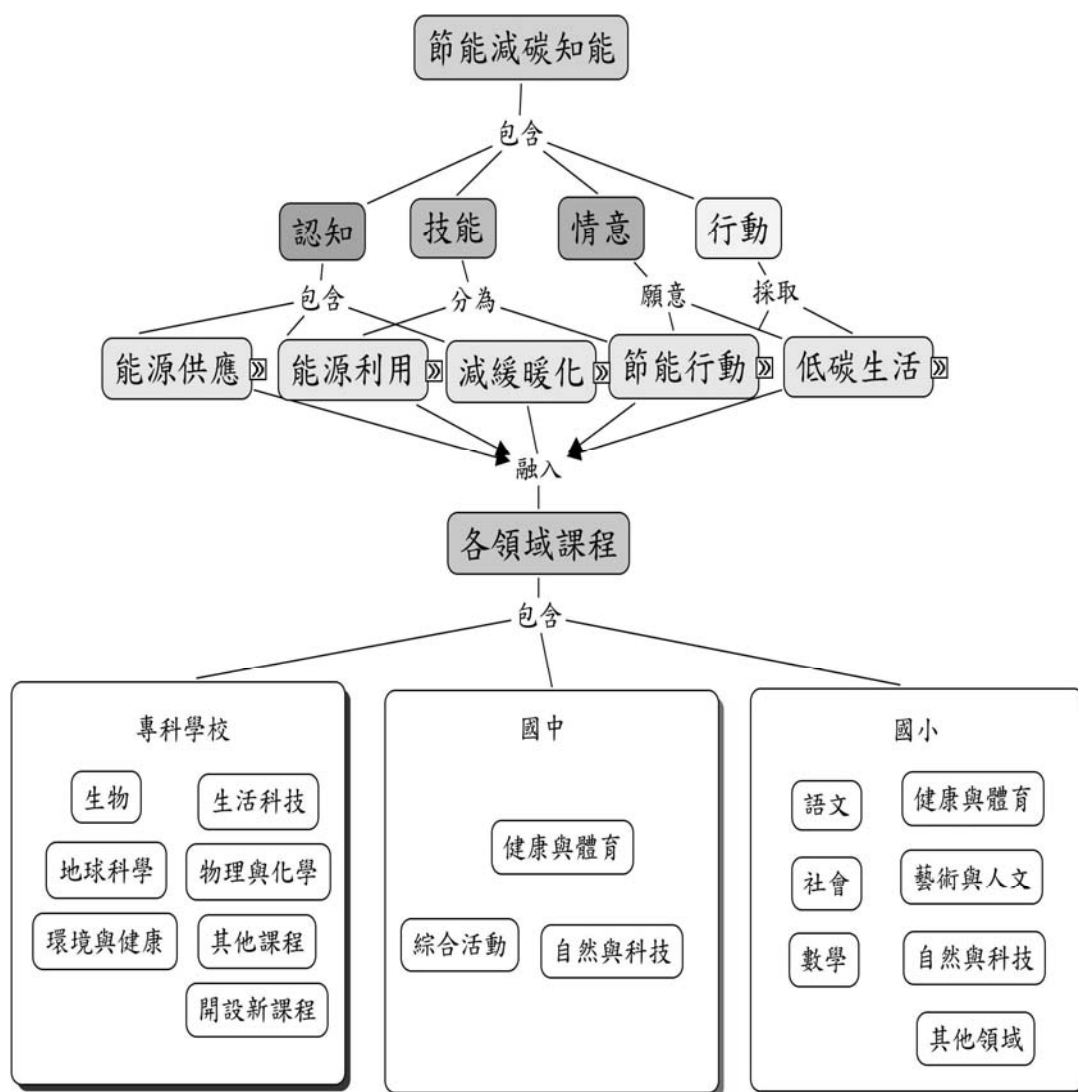 節能減碳知能
包含
認知
技能
情意
行動
包含
分為
願意
採取
能源供應
能源利用
減緩暖化
節能行動
低碳生活
融入
各領域課程
包含
專科學校
生物
生活科技
地球科學
物理與化學
環境與健康
其他課程
開設新課程
國中
健康與體育
綜合活動
自然與科技
國小
語文
健康與體育
社會
藝術與人文
數學
自然與科技
其他領域